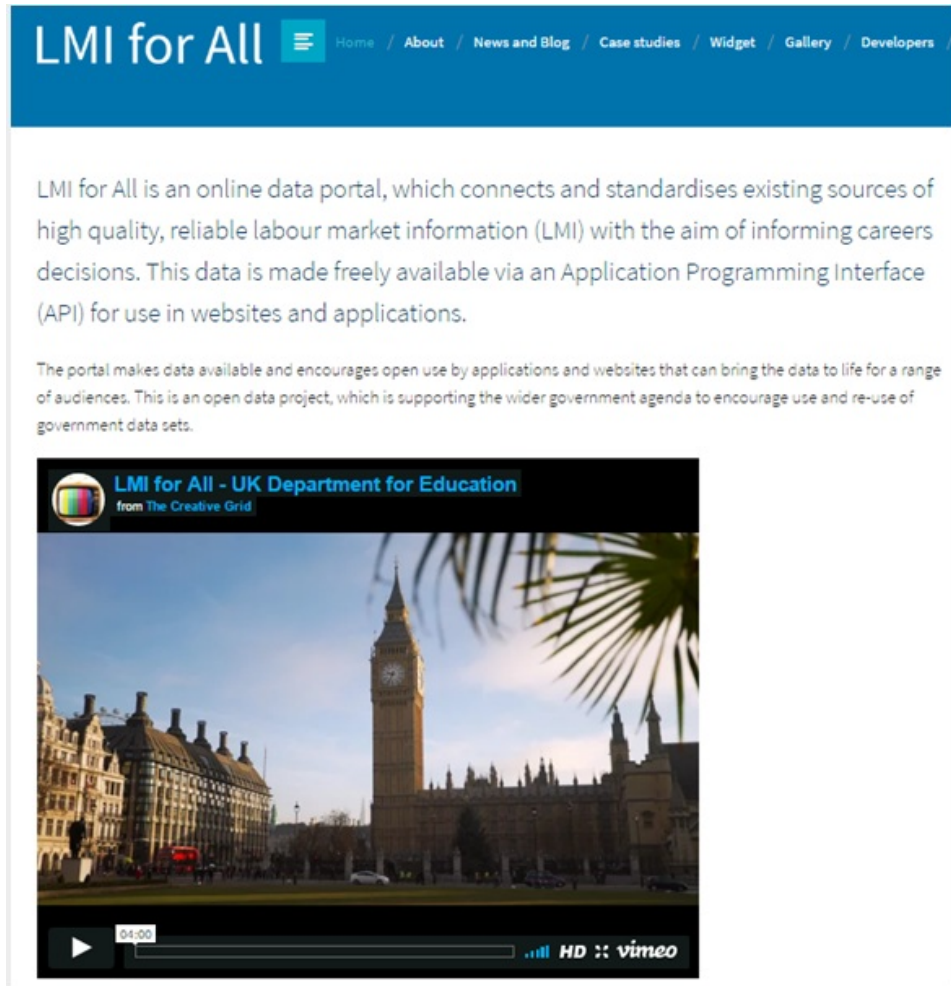 LMI for All
Home / About / News and Blog / Case studies / Widget / Gallery / Developers /
LMI for All is an online data portal, which connects and standardises existing sources of
high quality, reliable labour market information (LMI) with the aim of informing careers
decisions. This data is made freely available via an Application Programming Interface
(API) for use in websites and applications.
The portal makes data available and encourages open use by applications and websites that can bring the data to life for a range
of audiences. This is an open data project, which is supporting the wider government agenda to encourage use and re-use of
government data sets.
LMI for All - UK Department for Education
from The Creative Grid
04:00
HD vimeo